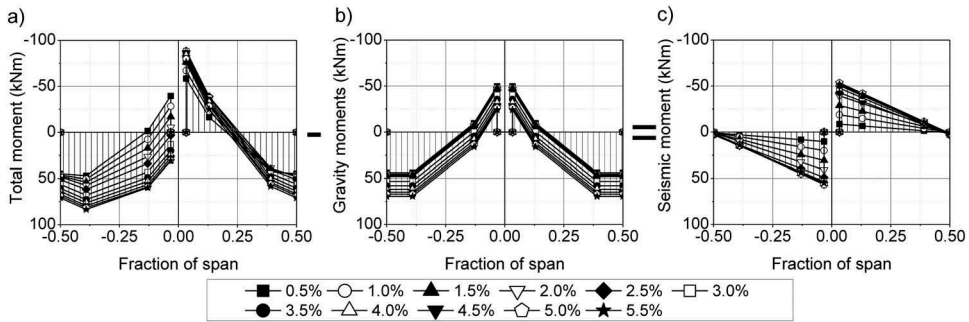 a)
b)
c)
Total moment (kNm)
-100
-50
0
50
100
-0.50
-0.25
0.00
0.25
0.50
Fraction of span
-
Gravity moments (kNm)
-100
-50
0
50
100
-0.50
-0.25
0.00
0.25
0.50
Fraction of span
=
Seismic moment (kNm)
-100
-50
0
50
100
-0.50
-0.25
0.00
0.25
0.50
Fraction of span
0.5% 1.0% 1.5% 2.0% 2.5% 3.0%
3.5% 4.0% 4.5% 5.0% 5.5%